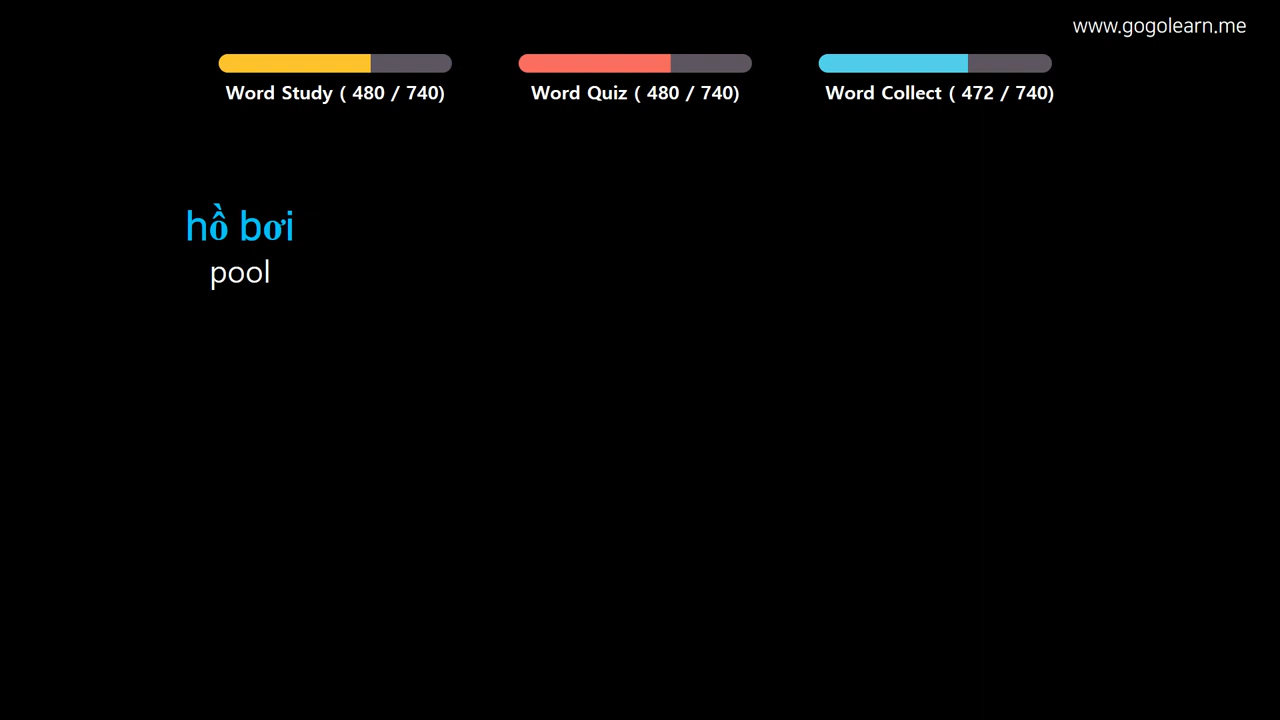 www.gogolearn.me
Word Study ( 480 / 740)
Word Quiz ( 480 / 740)
Word Collect ( 472 / 740)
hồ bơi
pool